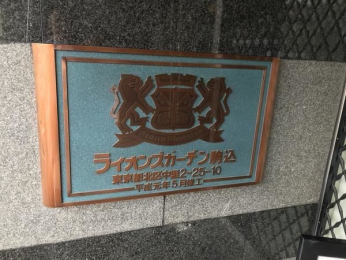 ライオンズガーデン駒込
東京都北区中里2-25-10
平成元年5月竣工